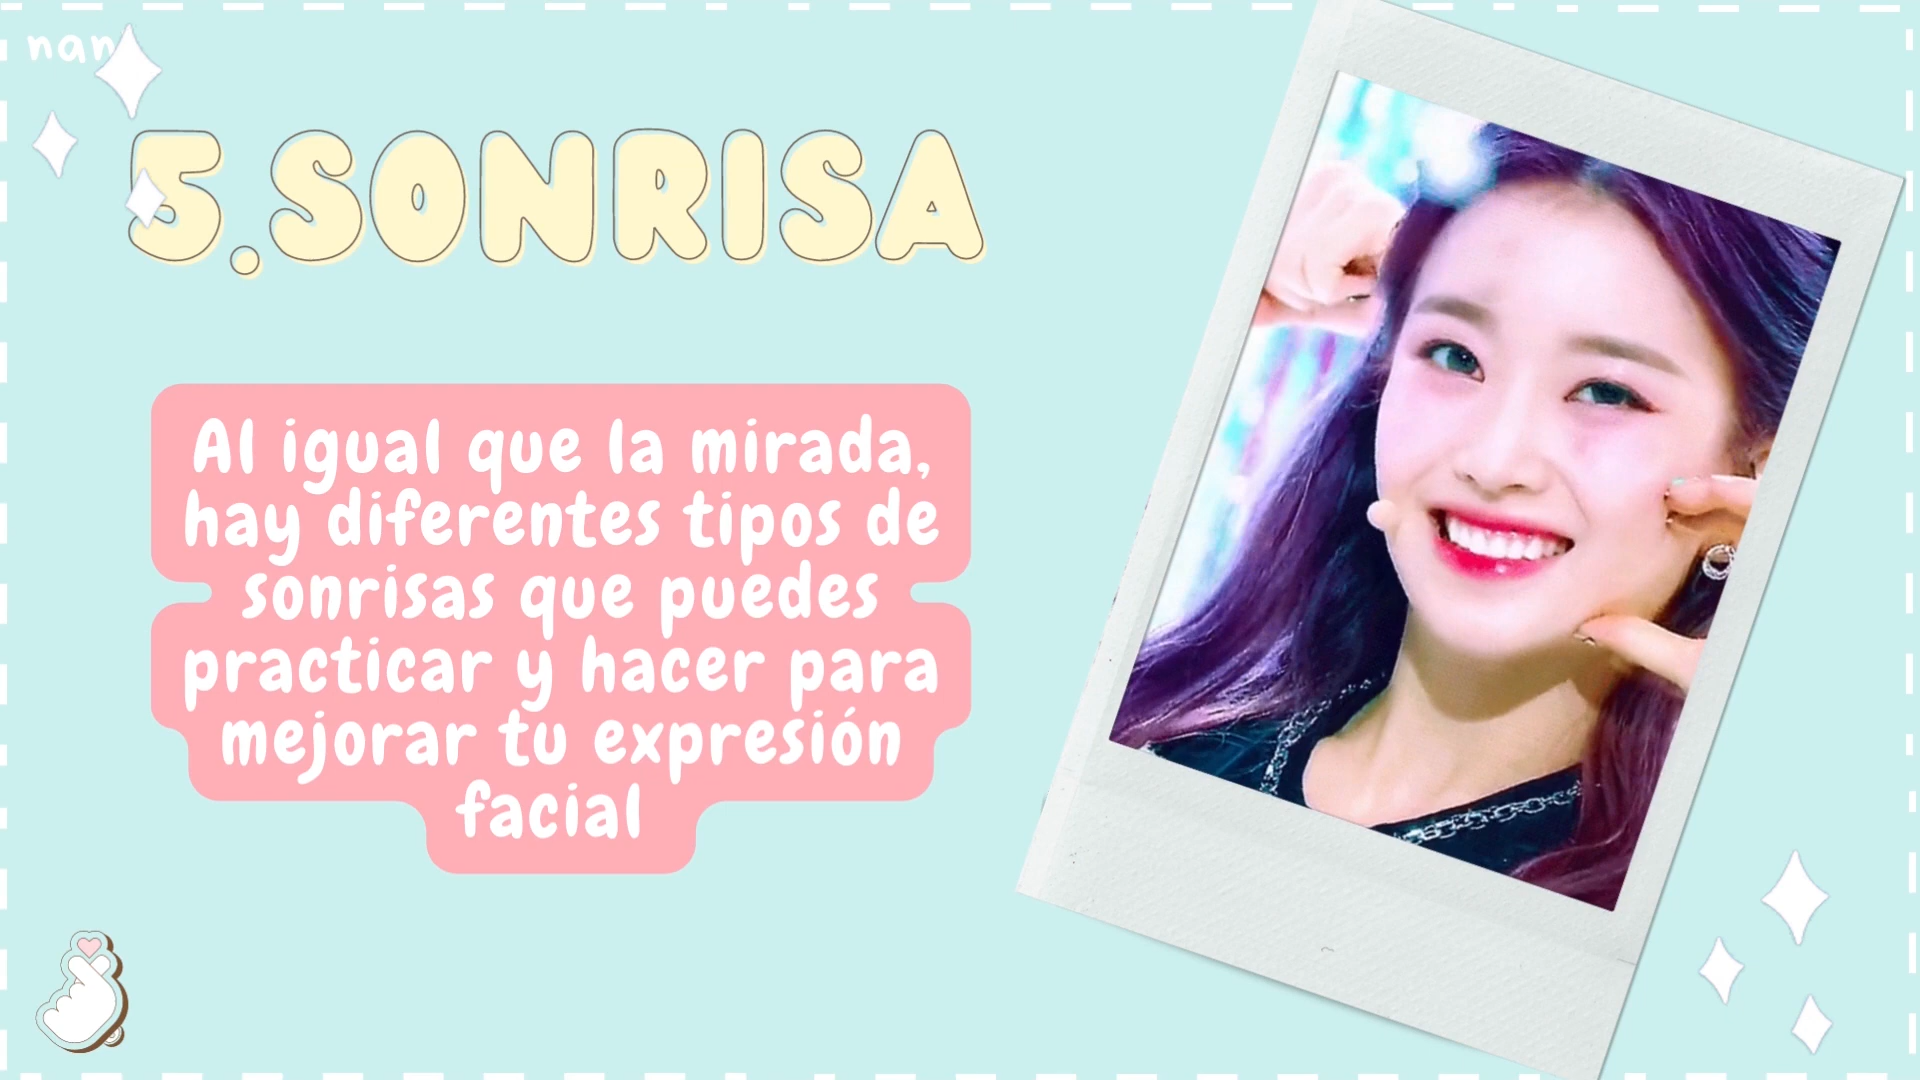 nan
5.SONRISA
Al igual que la mirada,
hay diferentes tipos de
sonrisas que puedes
practicar y hacer para
mejorar tu expresión
facial